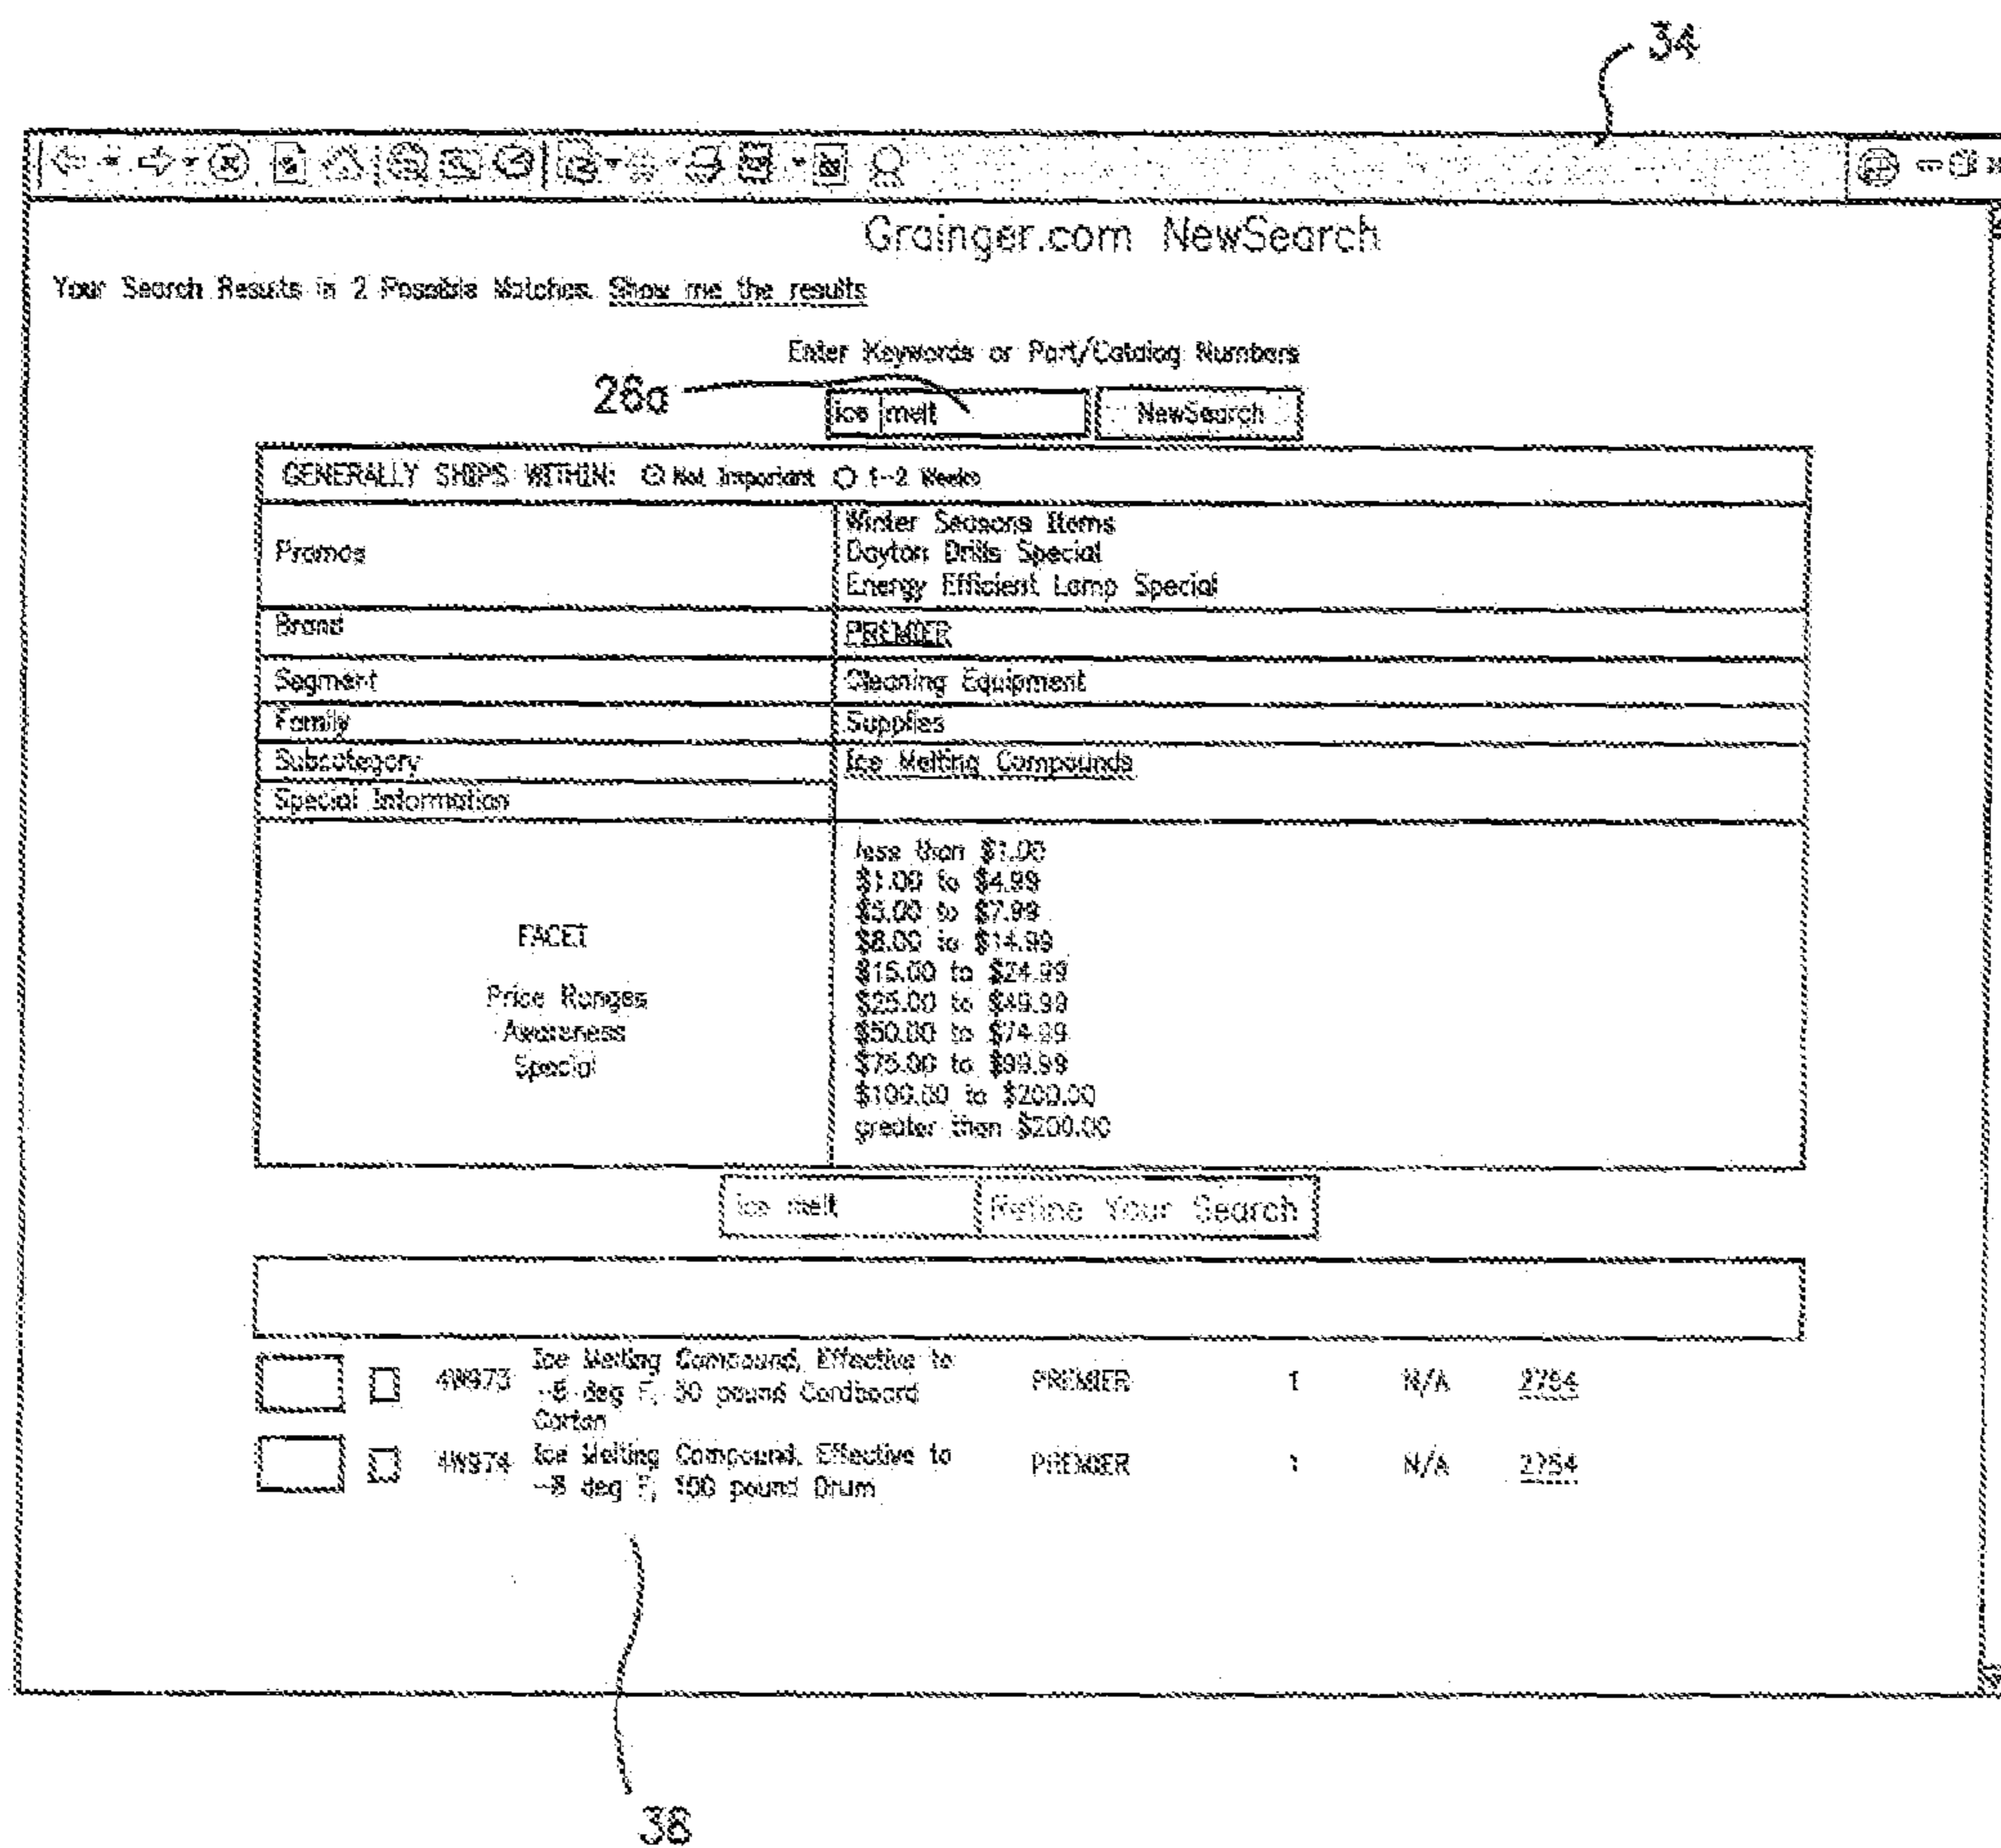 34
Grainger.com NewSearch
Your Search Results in 2 Possible Matches. Show me the results
Enter Keywords or Part/Catalog Numbers
26a
ice melt NewSearch
GENERALLY SHIPS WITHIN: Not Important 1-2 Weeks
Promos
Winter Seasons Items
Dayton Drills Special
Energy Efficient Lamp Special
Brand PREMIER
Segment Cleaning Equipment
Family Supplies
Subcategory Ice Melting Compounds
Special Information
FACET
Price Ranges
Awareness
Special
less than $1.00
$1.00 to $4.99
$5.00 to $7.99
$8.00 to $14.99
$15.00 to $24.99
$25.00 to $49.99
$50.00 to $74.99
$75.00 to $99.99
$100.00 to $200.00
greater than $200.00
ice melt Refine Your Search
Ice Melting Compound, Effective to
4W973 deg F, 50 pound Cardboard PREMIER 1 N/A
Carton
4W974 Ice Melting Compound, Effective to PREMIER 1 N/A
-8 deg F, 100 pound Drum